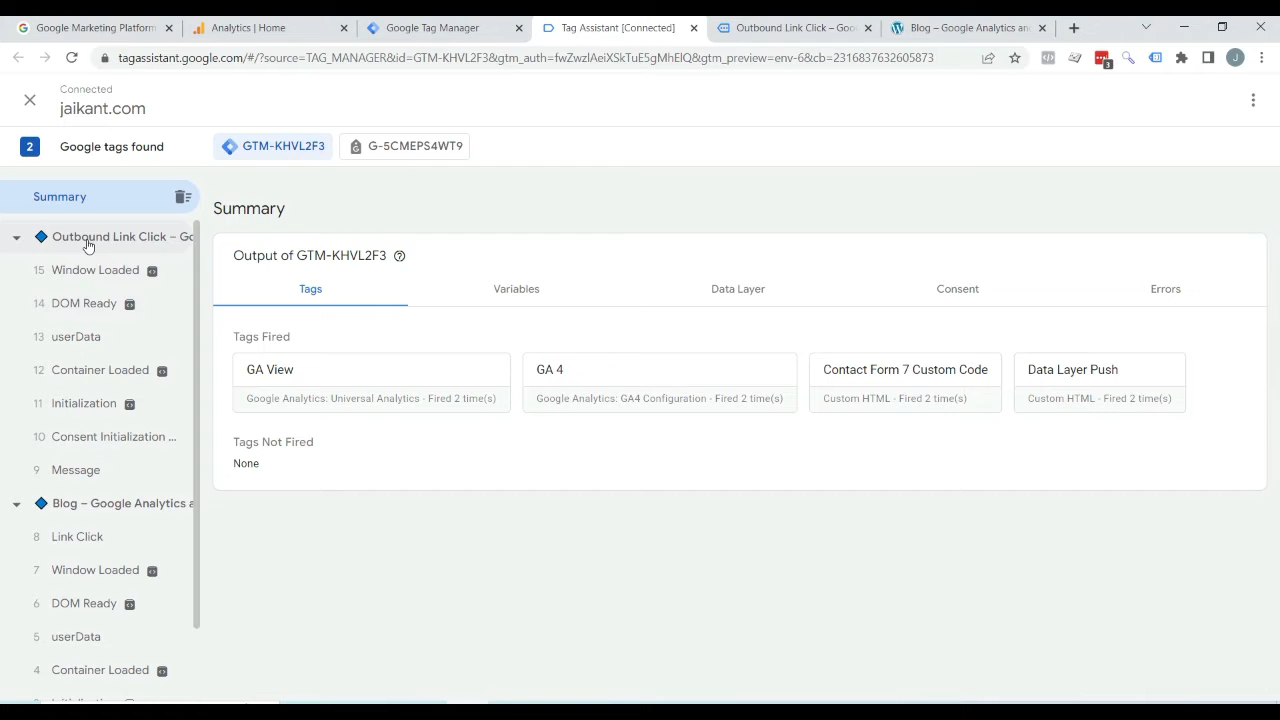 Google Marketing Platform
Analytics | Home
Google Tag Manager
Tag Assistant [Connected]
Outbound Link Click – Goo
Blog – Google Analytics an
tagassistant.google.com/#/?source=TAG_MANAGER&id=GTM-KHVL2F3&gtm_auth=fwZwzlAeiXSkTuE5gMhElQ&gtm_preview=env-6&cb=2316837632605873
3
J
Connected
jaikant.com
2 Google tags found
GTM-KHVL2F3
G-5CMEPS4WT9
Summary
Outbound Link Click – Go
15 Window Loaded
14 DOM Ready
13 userData
12 Container Loaded
11 Initialization
10 Consent Initialization ...
9 Message
Blog – Google Analytics a
8 Link Click
7 Window Loaded
6 DOM Ready
5 userData
4 Container Loaded
Summary
Output of GTM-KHVL2F3
Tags
Variables
Data Layer
Consent
Errors
Tags Fired
GA View
Google Analytics: Universal Analytics - Fired 2 time(s)
GA 4
Google Analytics: GA4 Configuration - Fired 2 time(s)
Contact Form 7 Custom Code
Custom HTML - Fired 2 time(s)
Data Layer Push
Custom HTML - Fired 2 time(s)
Tags Not Fired
None